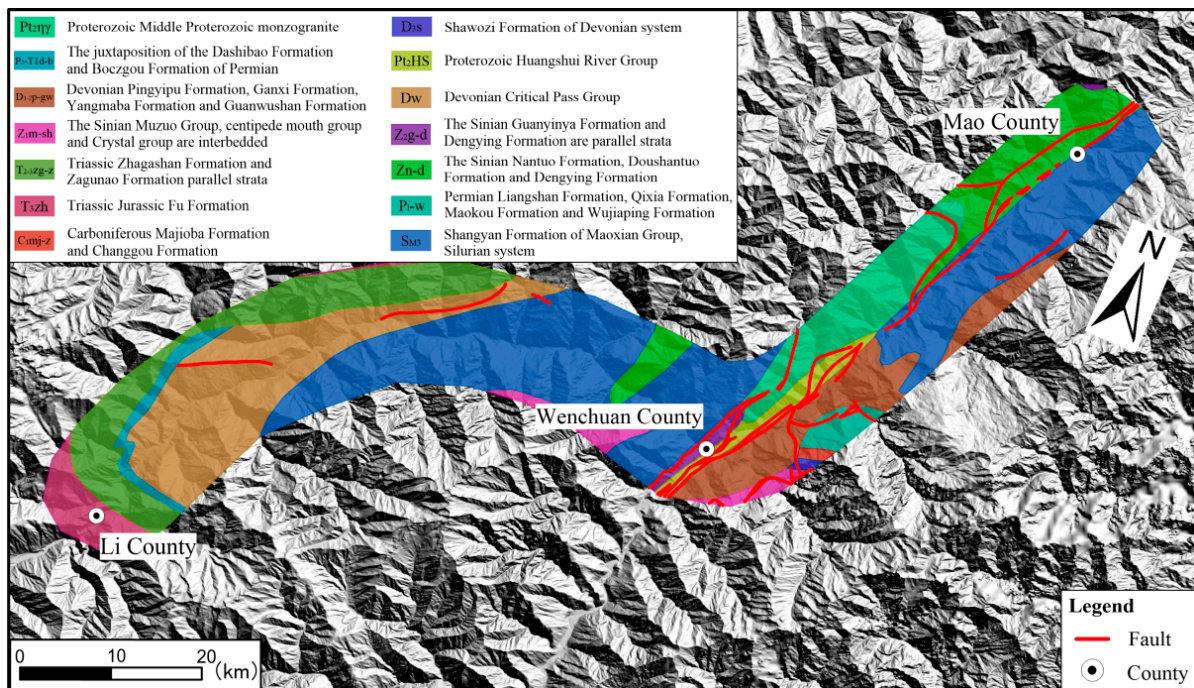 Pt₂ηγ Proterozoic Middle Proterozoic monzogranite
P₂-T1d-b The juxtaposition of the Dashibao Formation
and Boczgou Formation of Permian
D₁₋₂p-gw Devonian Pingyipu Formation, Ganxi Formation,
Yangmaba Formation and Guanwushan Formation
Z₁m-sh The Sinian Muzuo Group, centipede mouth group
and Crystal group are interbedded
T₂₋₃zg-z Triassic Zhagashan Formation and
Zagunao Formation parallel strata
T₃zh Triassic Jurassic Fu Formation
C₁mj-z Carboniferous Majioba Formation
and Changgou Formation
D₃s Shawozi Formation of Devonian system
Pt₂HS Proterozoic Huangshui River Group
Dw Devonian Critical Pass Group
Z₂g-d The Sinian Guanyinya Formation and
Dengying Formation are parallel strata
Zn-d The Sinian Nantuo Formation, Doushantuo
Formation and Dengying Formation
P₁-w Permian Liangshan Formation, Qixia Formation,
Maokou Formation and Wujiaping Formation
Sᴍ₃ Shangyan Formation of Maoxian Group,
Silurian system
Mao County
N
Wenchuan County
Li County
Legend
Fault
County
0 10 20 (km)